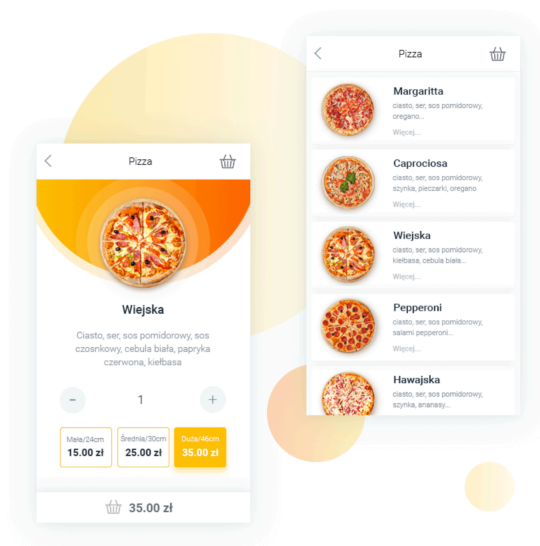 Pizza
Wiejska
Ciasto, ser, sos pomidorowy, sos
czosnkowy, cebula biała, papryka
czerwona, kiełbasa
-
1
+
Mała/24cm
15.00 zł
Średnia/30cm
25.00 zł
Duża/46cm
35.00 zł
35.00 zł
Pizza
Margaritta
ciasto, ser, sos pomidorowy,
oregano...
Więcej...
Caprociosa
ciasto, ser, sos pomidorowy,
szynka, pieczarki, oregano
Więcej...
Wiejska
ciasto, ser, sos pomidorowy,
kiełbasa, cebula biała...
Więcej...
Pepperoni
ciasto, ser, sos pomidorowy,
salami pepperoni...
Więcej...
Hawajska
ciasto, ser, sos pomidorowy,
szynka, ananasy...